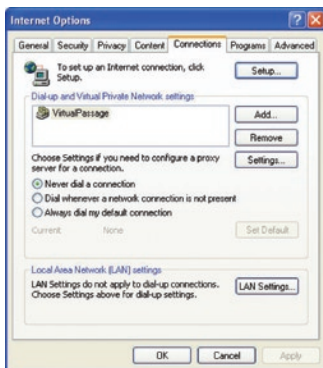 Internet Options
General Security Privacy Content Connections Programs Advanced
To set up an Internet connection, click
Setup.
Setup...
Dial-up and Virtual Private Network settings
VirtualPassage
Add...
Remove
Choose Settings if you need to configure a proxy
server for a connection.
Settings...
Never dial a connection
Dial whenever a network connection is not present
Always dial my default connection
Current None
Set Default
Local Area Network (LAN) settings
LAN Settings do not apply to dial-up connections.
Choose Settings above for dial-up settings.
LAN Settings...
OK Cancel Apply